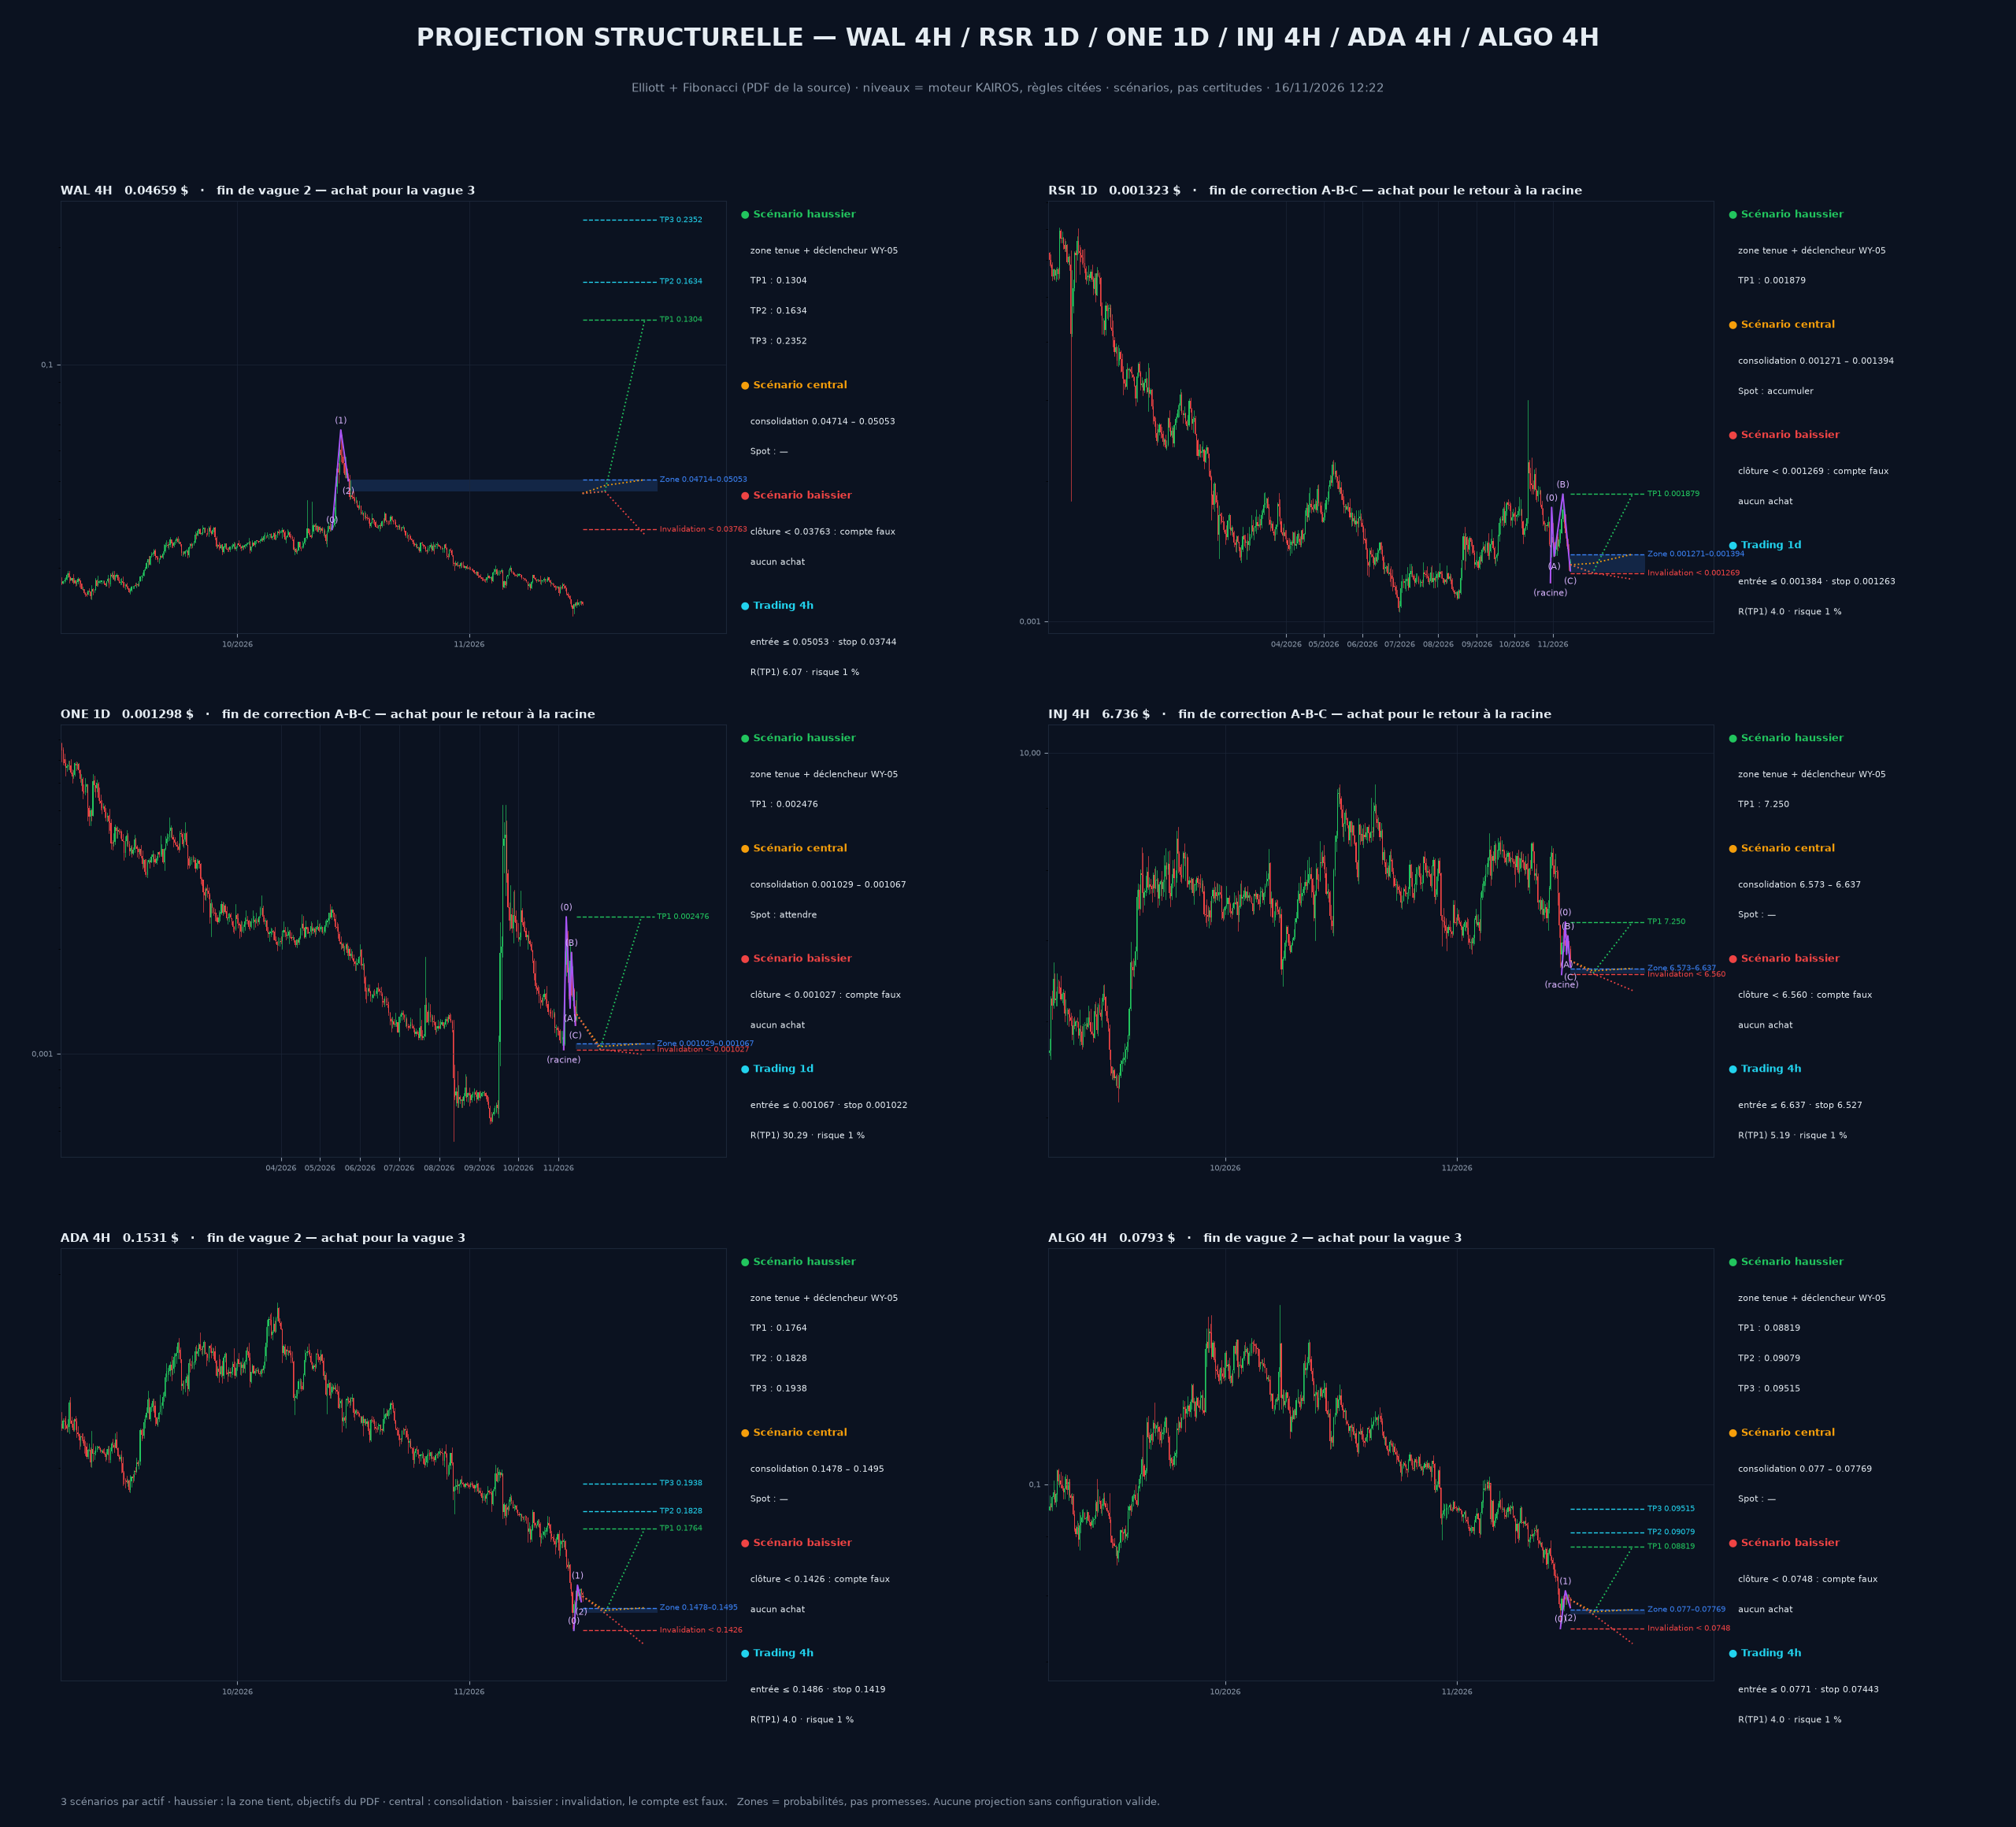 PROJECTION STRUCTURELLE — WAL 4H / RSR 1D / ONE 1D / INJ 4H / ADA 4H / ALGO 4H
Elliott + Fibonacci (PDF de la source) · niveaux = moteur KAIROS, règles citées · scénarios, pas certitudes · 16/11/2026 12:22
WAL 4H 0.04659 $ · fin de vague 2 — achat pour la vague 3
TP3 0.2352
TP2 0.1634
TP1 0.1304
0,1
(1)
(2)
(0)
Zone 0.04714–0.05053
Invalidation < 0.03763
10/2026
11/2026
● Scénario haussier
zone tenue + déclencheur WY-05
TP1 : 0.1304
TP2 : 0.1634
TP3 : 0.2352
● Scénario central
consolidation 0.04714 – 0.05053
Spot : —
● Scénario baissier
clôture < 0.03763 : compte faux
aucun achat
● Trading 4h
entrée ≤ 0.05053 · stop 0.03744
R(TP1) 6.07 · risque 1 %
RSR 1D 0.001323 $ · fin de correction A-B-C — achat pour le retour à la racine
(B)
(0)
TP1 0.001879
Zone 0.001271–0.001394
(A)
Invalidation < 0.001269
(C)
(racine)
0,001
04/2026
05/2026
06/2026
07/2026
08/2026
09/2026
10/2026
11/2026
● Scénario haussier
zone tenue + déclencheur WY-05
TP1 : 0.001879
● Scénario central
consolidation 0.001271 – 0.001394
Spot : accumuler
● Scénario baissier
clôture < 0.001269 : compte faux
aucun achat
● Trading 1d
entrée ≤ 0.001384 · stop 0.001263
R(TP1) 4.0 · risque 1 %
ONE 1D 0.001298 $ · fin de correction A-B-C — achat pour le retour à la racine
(0)
TP1 0.002476
(B)
(A)
(C)
Zone 0.001029–0.001067
Invalidation < 0.001027
(racine)
0,001
04/2026
05/2026
06/2026
07/2026
08/2026
09/2026
10/2026
11/2026
● Scénario haussier
zone tenue + déclencheur WY-05
TP1 : 0.002476
● Scénario central
consolidation 0.001029 – 0.001067
Spot : attendre
● Scénario baissier
clôture < 0.001027 : compte faux
aucun achat
● Trading 1d
entrée ≤ 0.001067 · stop 0.001022
R(TP1) 30.29 · risque 1 %
INJ 4H 6.736 $ · fin de correction A-B-C — achat pour le retour à la racine
10,00
(0)
TP1 7.250
(B)
(A)
Zone 6.573–6.637
Invalidation < 6.560
(C)
(racine)
10/2026
11/2026
● Scénario haussier
zone tenue + déclencheur WY-05
TP1 : 7.250
● Scénario central
consolidation 6.573 – 6.637
Spot : —
● Scénario baissier
clôture < 6.560 : compte faux
aucun achat
● Trading 4h
entrée ≤ 6.637 · stop 6.527
R(TP1) 5.19 · risque 1 %
ADA 4H 0.1531 $ · fin de vague 2 — achat pour la vague 3
TP3 0.1938
TP2 0.1828
TP1 0.1764
(1)
Zone 0.1478–0.1495
(2)
(0)
Invalidation < 0.1426
10/2026
11/2026
● Scénario haussier
zone tenue + déclencheur WY-05
TP1 : 0.1764
TP2 : 0.1828
TP3 : 0.1938
● Scénario central
consolidation 0.1478 – 0.1495
Spot : —
● Scénario baissier
clôture < 0.1426 : compte faux
aucun achat
● Trading 4h
entrée ≤ 0.1486 · stop 0.1419
R(TP1) 4.0 · risque 1 %
ALGO 4H 0.0793 $ · fin de vague 2 — achat pour la vague 3
0,1
TP3 0.09515
TP2 0.09079
TP1 0.08819
(1)
Zone 0.077–0.07769
(0)
(2)
Invalidation < 0.0748
10/2026
11/2026
● Scénario haussier
zone tenue + déclencheur WY-05
TP1 : 0.08819
TP2 : 0.09079
TP3 : 0.09515
● Scénario central
consolidation 0.077 – 0.07769
Spot : —
● Scénario baissier
clôture < 0.0748 : compte faux
aucun achat
● Trading 4h
entrée ≤ 0.0771 · stop 0.07443
R(TP1) 4.0 · risque 1 %
3 scénarios par actif · haussier : la zone tient, objectifs du PDF · central : consolidation · baissier : invalidation, le compte est faux. Zones = probabilités, pas promesses. Aucune projection sans configuration valide.